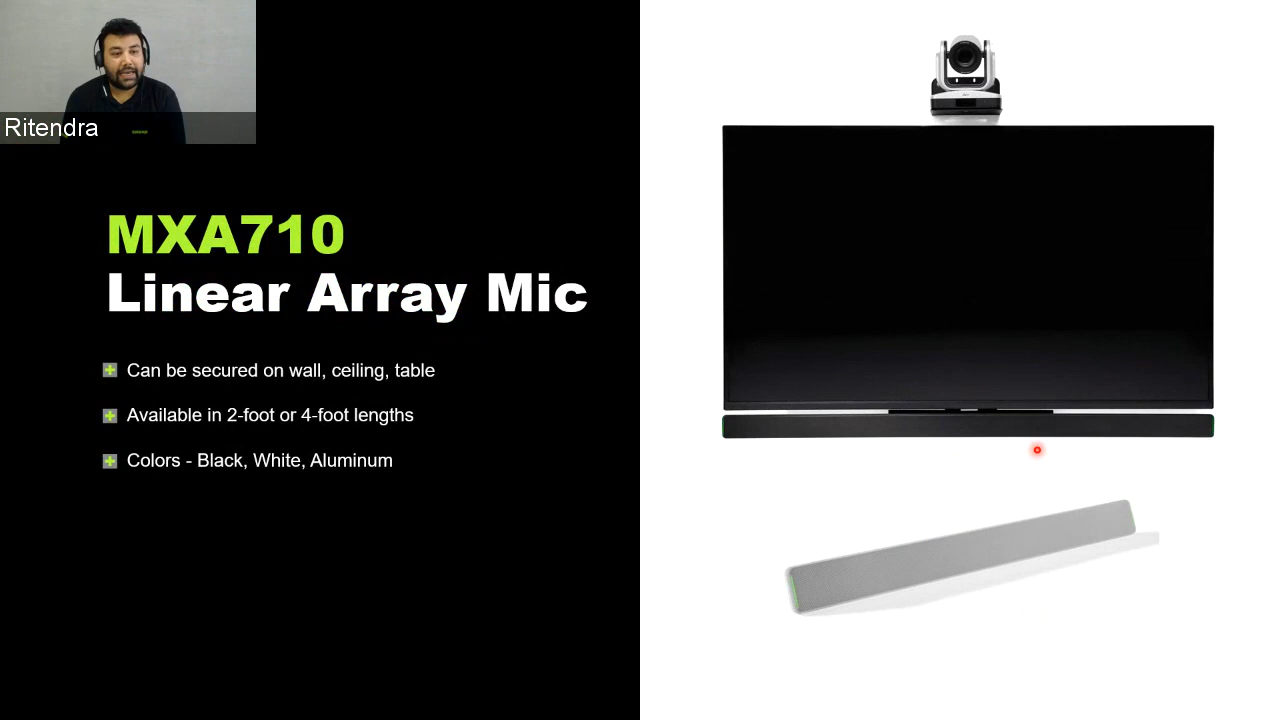 Ritendra
MXA710
Linear Array Mic
Can be secured on wall, ceiling, table
Available in 2-foot or 4-foot lengths
Colors - Black, White, Aluminum